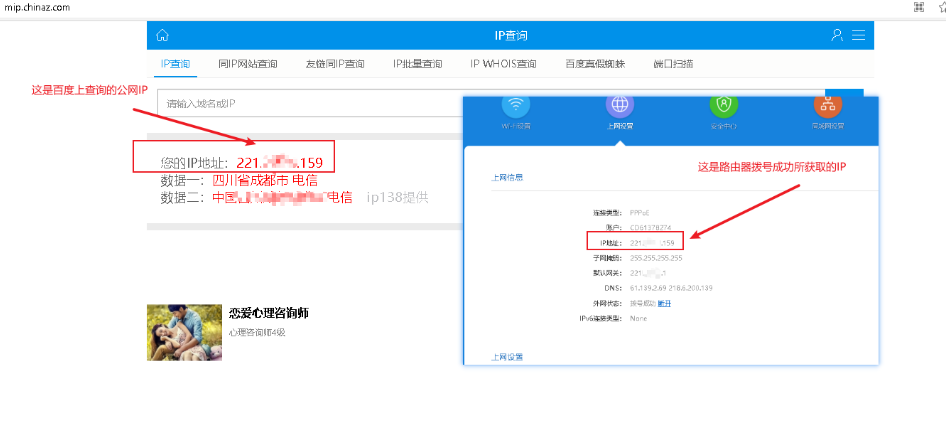 mip.chinaz.com
IP查询
IP查询 同IP网站查询 友链同IP查询 IP批量查询 IP WHOIS查询 百度真假蜘蛛 端口扫描
这是百度上查询的公网IP
请输入域名或IP
您的IP地址：221. .159
数据一：四川省成都市 电信
数据二：中国 电信 ip138提供
恋爱心理咨询师
心理咨询师4级
Wi-Fi设置 上网设置 安全中心 局域网设置
这是路由器拨号成功所获取的IP
上网信息
连接类型： PPPoE
账户： CD61378274
IP地址： 221. .159
子网掩码： 255.255.255.255
默认网关： 221. .1
DNS： 61.139.2.69 218.6.200.139
外网状态： 拨号成功 断开
IPv6连接类型： None
上网设置